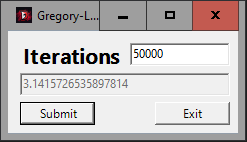 Gregory-L...
Iterations 50000
3.1415726535897814
Submit Exit